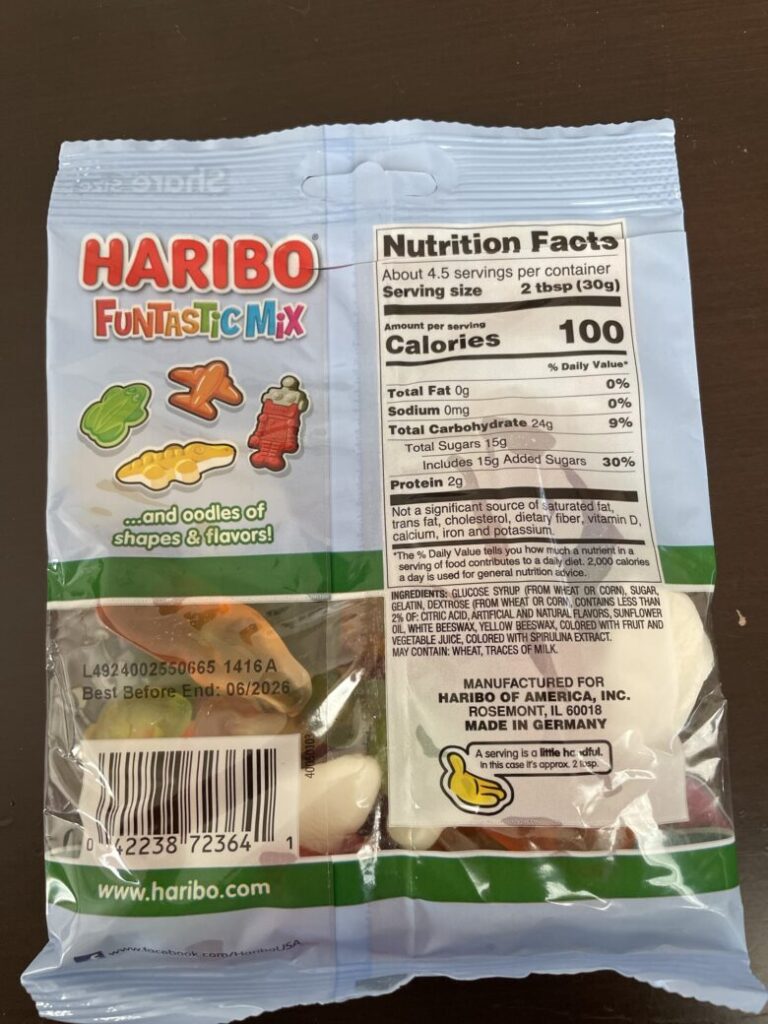 HARIBO
FUNTASTIC MiX
...and oodles of
shapes & flavors!
L4924002550665 1416A
Best Before End: 06/2026
0 42238 72364 1
www.haribo.com
www.facebook.com/HariboUSA
Share size
Nutrition Facts
About 4.5 servings per container
Serving size 2 tbsp (30g)
Amount per serving
Calories 100
% Daily Value*
Total Fat 0g 0%
Sodium 0mg 0%
Total Carbohydrate 24g 9%
Total Sugars 15g
Includes 15g Added Sugars 30%
Protein 2g
Not a significant source of saturated fat,
trans fat, cholesterol, dietary fiber, vitamin D,
calcium, iron and potassium.
*The % Daily Value tells you how much a nutrient in a
serving of food contributes to a daily diet. 2,000 calories
a day is used for general nutrition advice.
INGREDIENTS: GLUCOSE SYRUP (FROM WHEAT OR CORN), SUGAR,
GELATIN, DEXTROSE (FROM WHEAT OR CORN), CONTAINS LESS THAN
2% OF: CITRIC ACID, ARTIFICIAL AND NATURAL FLAVORS, SUNFLOWER
OIL, WHITE BEESWAX, YELLOW BEESWAX, COLORED WITH FRUIT AND
VEGETABLE JUICE, COLORED WITH SPIRULINA EXTRACT.
MAY CONTAIN: WHEAT, TRACES OF MILK.
MANUFACTURED FOR
HARIBO OF AMERICA, INC.
ROSEMONT, IL 60018
MADE IN GERMANY
A serving is a little handful.
In this case it's approx. 2 tbsp.